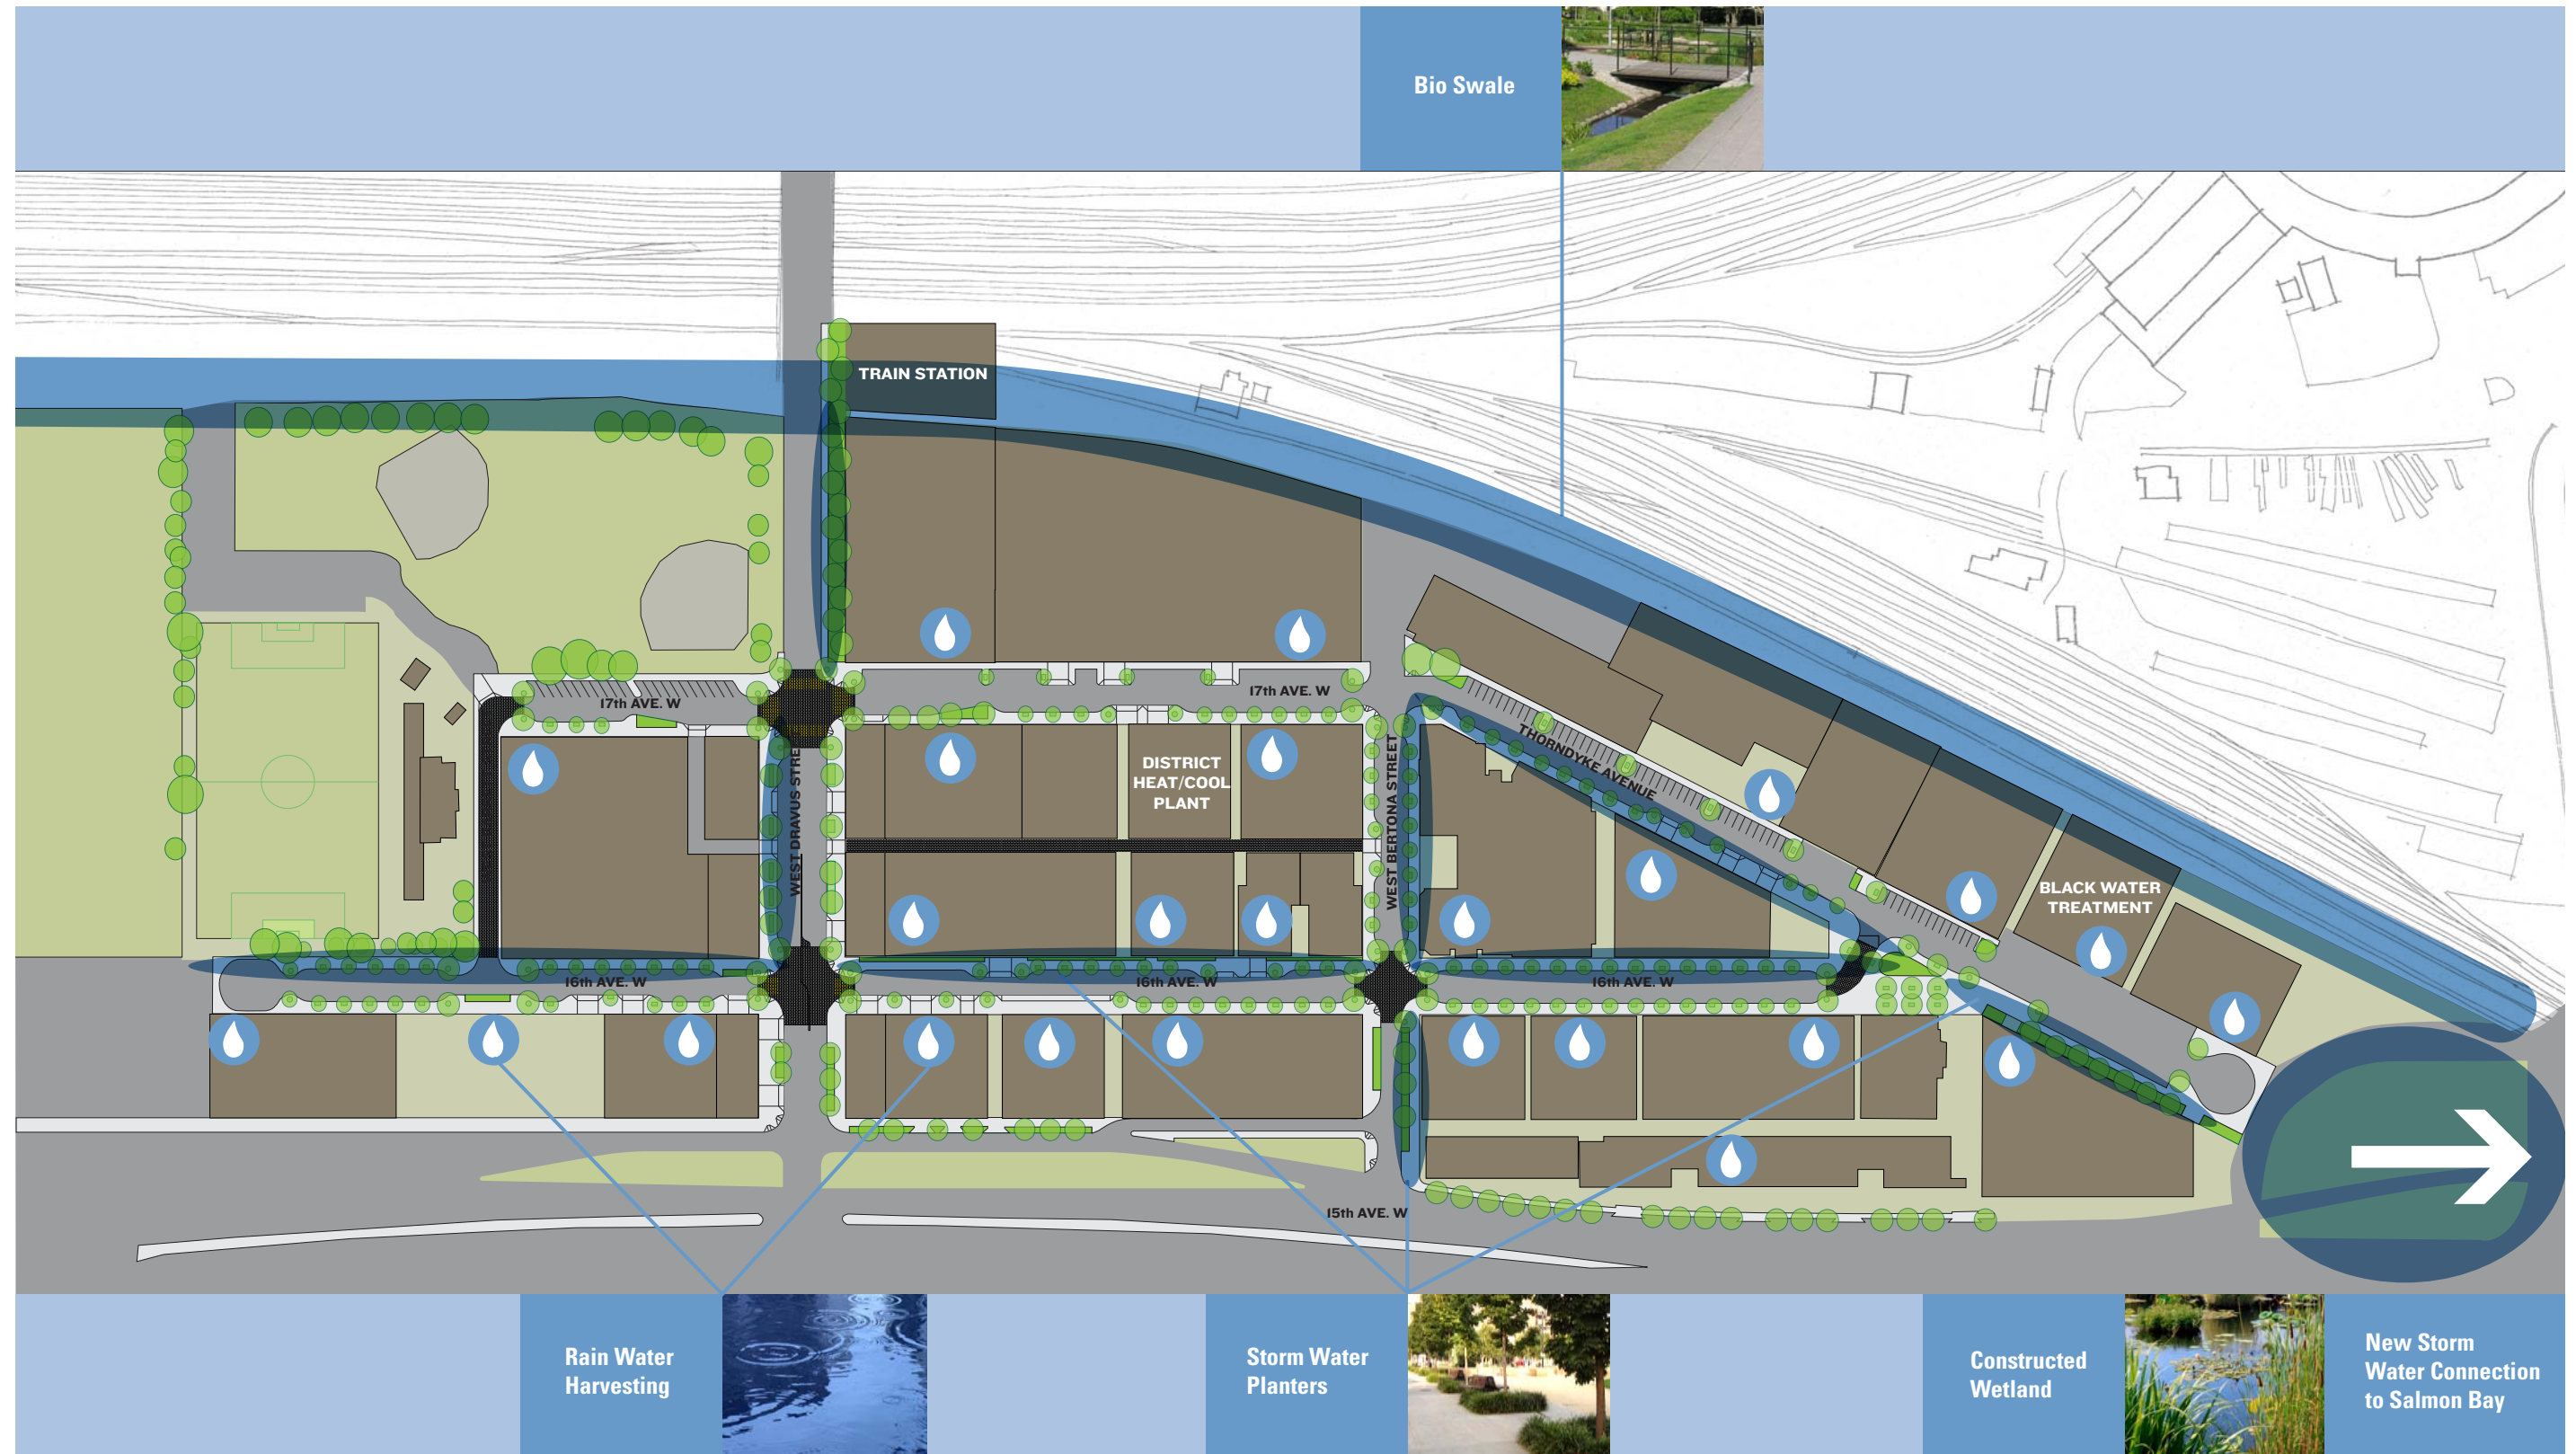 Bio Swale
TRAIN STATION
17th AVE. W
17th AVE. W
WEST DRAVUS STREE
DISTRICT
HEAT/COOL
PLANT
WEST BERTONA STREET
THORNDYKE AVENUE
BLACK WATER
TREATMENT
16th AVE. W
16th AVE. W
16th AVE. W
15th AVE. W
Rain Water
Harvesting
Storm Water
Planters
Constructed
Wetland
New Storm
Water Connection
to Salmon Bay